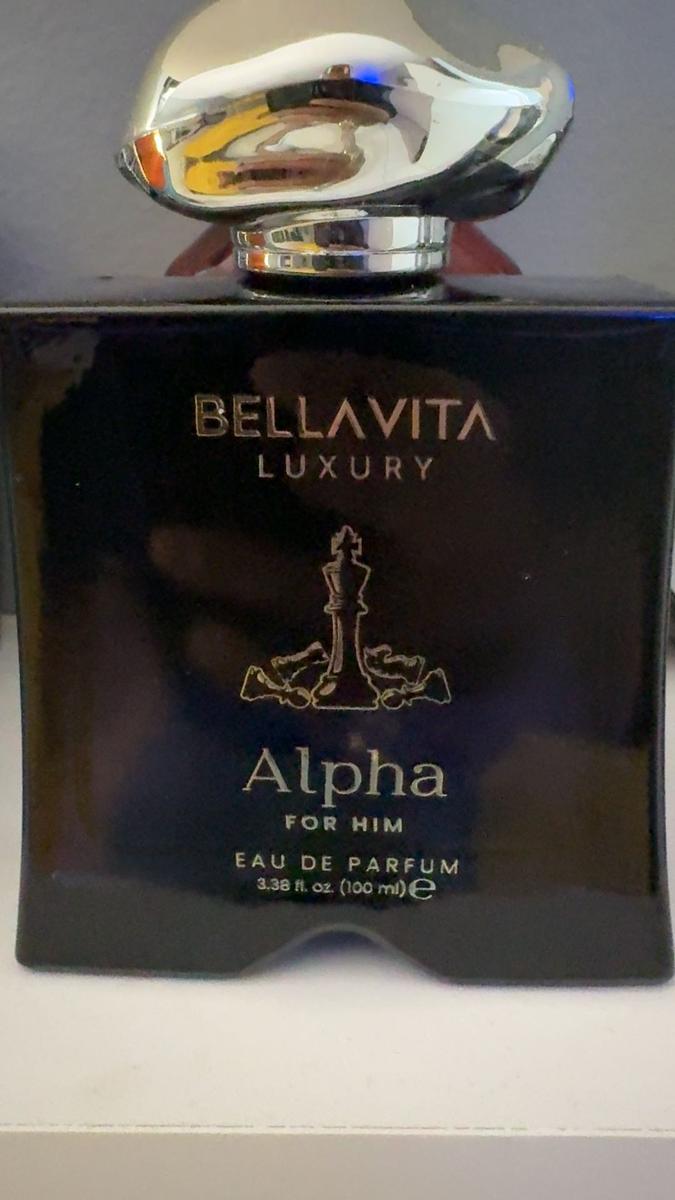 BELLAVITA
LUXURY
Alpha
FOR HIM
EAU DE PARFUM
3.38 fl. oz. (100 ml) ℮